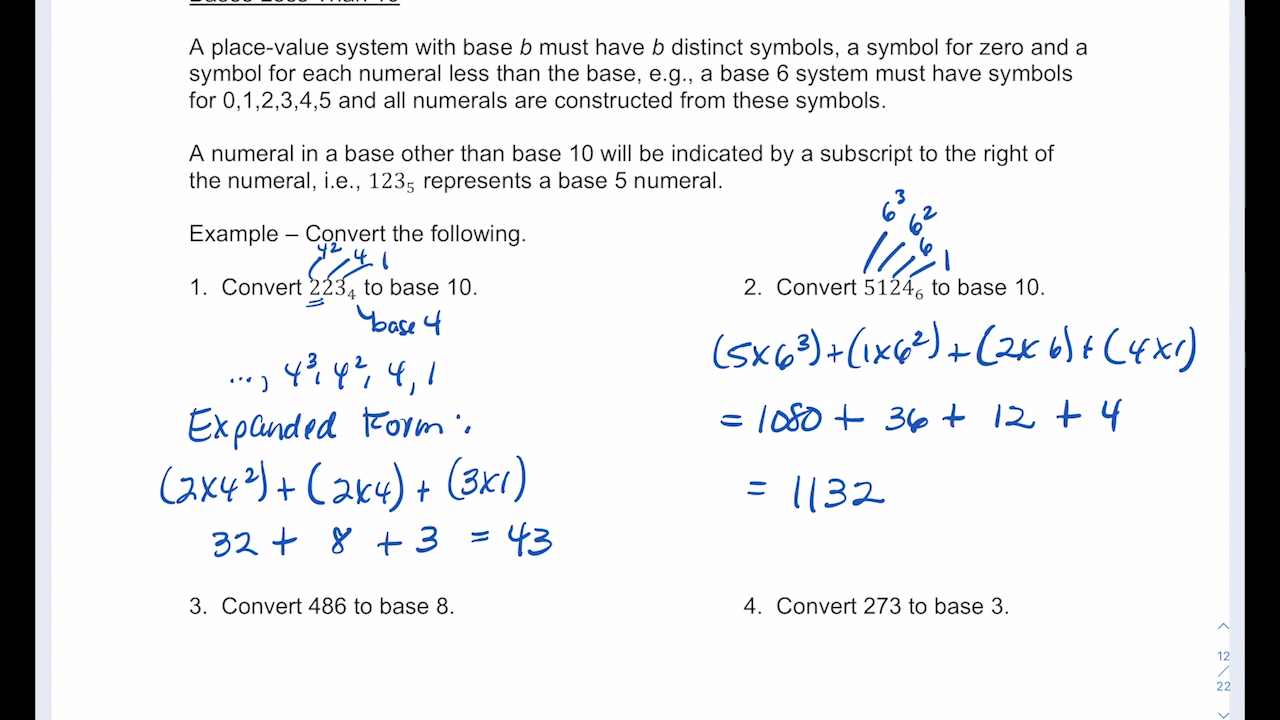 Bases Less Than 10
A place-value system with base b must have b distinct symbols, a symbol for zero and a
symbol for each numeral less than the base, e.g., a base 6 system must have symbols
for 0,1,2,3,4,5 and all numerals are constructed from these symbols.
A numeral in a base other than base 10 will be indicated by a subscript to the right of
the numeral, i.e., 123₅ represents a base 5 numeral.
Example – Convert the following.
4² 4 1
1. Convert 223₄ to base 10.
base 4
..., 4³, 4², 4, 1
Expanded Form:
(2×4²) + (2×4) + (3×1)
32 + 8 + 3 = 43
6³ 6² 6 1
2. Convert 5124₆ to base 10.
(5×6³)+(1×6²)+(2×6)+(4×1)
= 1080 + 36 + 12 + 4
= 1132
3. Convert 486 to base 8.
4. Convert 273 to base 3.
12
/
22